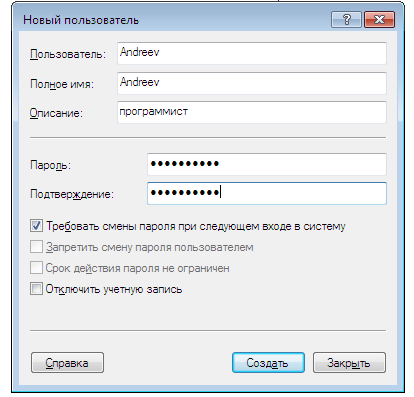 Новый пользователь
Пользователь: Andreev
Полное имя: Andreev
Описание: программист
Пароль: ●●●●●●●●●●
Подтверждение: ●●●●●●●●●●
Требовать смены пароля при следующем входе в систему
Запретить смену пароля пользователем
Срок действия пароля не ограничен
Отключить учетную запись
Справка Создать Закрыть